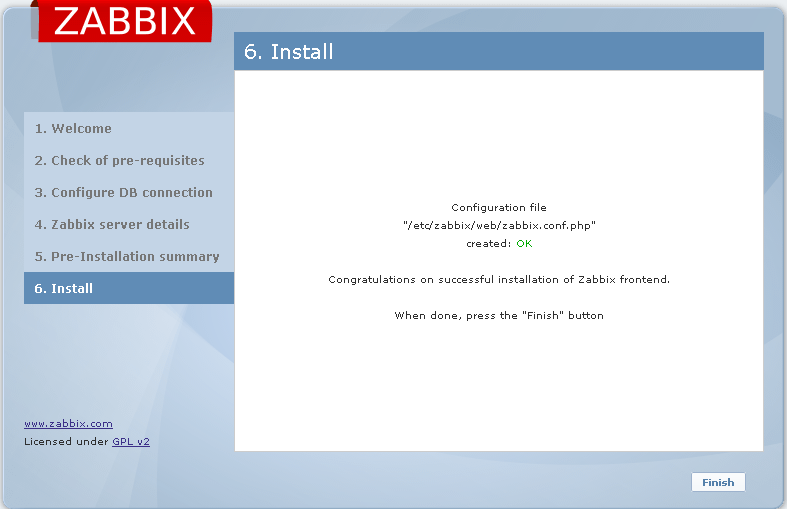 ZABBIX
6. Install
1. Welcome
2. Check of pre-requisites
3. Configure DB connection
4. Zabbix server details
5. Pre-Installation summary
6. Install
Configuration file
"/etc/zabbix/web/zabbix.conf.php"
created: OK
Congratulations on successful installation of Zabbix frontend.
When done, press the "Finish" button
www.zabbix.com
Licensed under GPL v2
Finish